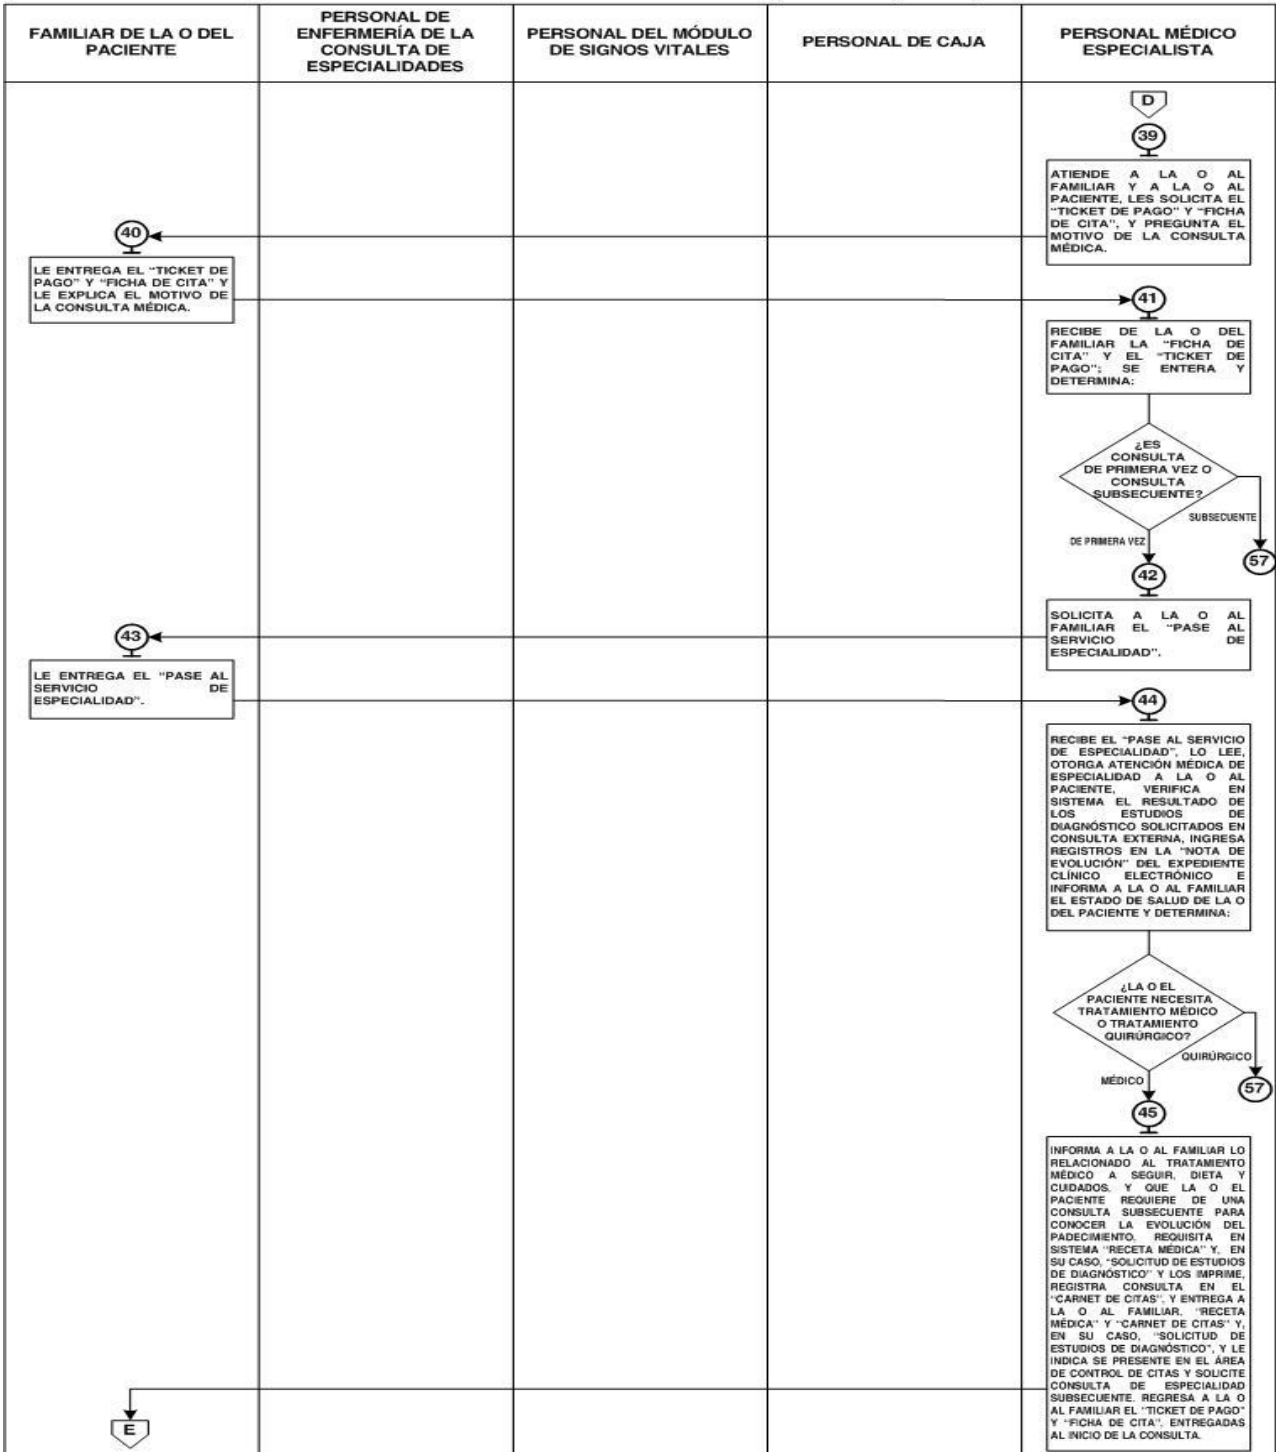 FAMILIAR DE LA O DEL
PACIENTE
PERSONAL DE
ENFERMERÍA DE LA
CONSULTA DE
ESPECIALIDADES
PERSONAL DEL MÓDULO
DE SIGNOS VITALES
PERSONAL DE CAJA
PERSONAL MÉDICO
ESPECIALISTA
D
39
ATIENDE A LA O AL
FAMILIAR Y A LA O AL
PACIENTE, LES SOLICITA EL
"TICKET DE PAGO" Y "FICHA
DE CITA", Y PREGUNTA EL
MOTIVO DE LA CONSULTA
MÉDICA.
40
LE ENTREGA EL "TICKET DE
PAGO" Y "FICHA DE CITA" Y
LE EXPLICA EL MOTIVO DE
LA CONSULTA MÉDICA.
41
RECIBE DE LA O DEL
FAMILIAR LA "FICHA DE
CITA" Y EL "TICKET DE
PAGO"; SE ENTERA Y
DETERMINA:
¿ES
CONSULTA
DE PRIMERA VEZ O
CONSULTA
SUBSECUENTE?
SUBSECUENTE
DE PRIMERA VEZ
57
42
SOLICITA A LA O AL
FAMILIAR EL "PASE AL
SERVICIO DE
ESPECIALIDAD".
43
LE ENTREGA EL "PASE AL
SERVICIO DE
ESPECIALIDAD".
44
RECIBE EL "PASE AL SERVICIO
DE ESPECIALIDAD", LO LEE,
OTORGA ATENCIÓN MÉDICA DE
ESPECIALIDAD A LA O AL
PACIENTE, VERIFICA EN
SISTEMA EL RESULTADO DE
LOS ESTUDIOS DE
DIAGNÓSTICO SOLICITADOS EN
CONSULTA EXTERNA, INGRESA
REGISTROS EN LA "NOTA DE
EVOLUCIÓN" DEL EXPEDIENTE
CLÍNICO ELECTRÓNICO E
INFORMA A LA O AL FAMILIAR
EL ESTADO DE SALUD DE LA O
DEL PACIENTE Y DETERMINA:
¿LA O EL
PACIENTE NECESITA
TRATAMIENTO MÉDICO
O TRATAMIENTO
QUIRÚRGICO?
QUIRÚRGICO
MÉDICO
57
45
INFORMA A LA O AL FAMILIAR LO
RELACIONADO AL TRATAMIENTO
MÉDICO A SEGUIR, DIETA Y
CUIDADOS, Y QUE LA O EL
PACIENTE REQUIERE DE UNA
CONSULTA SUBSECUENTE PARA
CONOCER LA EVOLUCIÓN DEL
PADECIMIENTO, REQUISITA EN
SISTEMA "RECETA MÉDICA" Y, EN
SU CASO, "SOLICITUD DE ESTUDIOS
DE DIAGNÓSTICO" Y LOS IMPRIME,
REGISTRA CONSULTA EN EL
"CARNET DE CITAS", Y ENTREGA A
LA O AL FAMILIAR, "RECETA
MÉDICA" Y "CARNET DE CITAS" Y,
EN SU CASO, "SOLICITUD DE
ESTUDIOS DE DIAGNÓSTICO", Y LE
INDICA SE PRESENTE EN EL ÁREA
DE CONTROL DE CITAS Y SOLICITE
CONSULTA DE ESPECIALIDAD
SUBSECUENTE. REGRESA A LA O
AL FAMILIAR EL "TICKET DE PAGO"
Y "FICHA DE CITA", ENTREGADAS
AL INICIO DE LA CONSULTA.
E